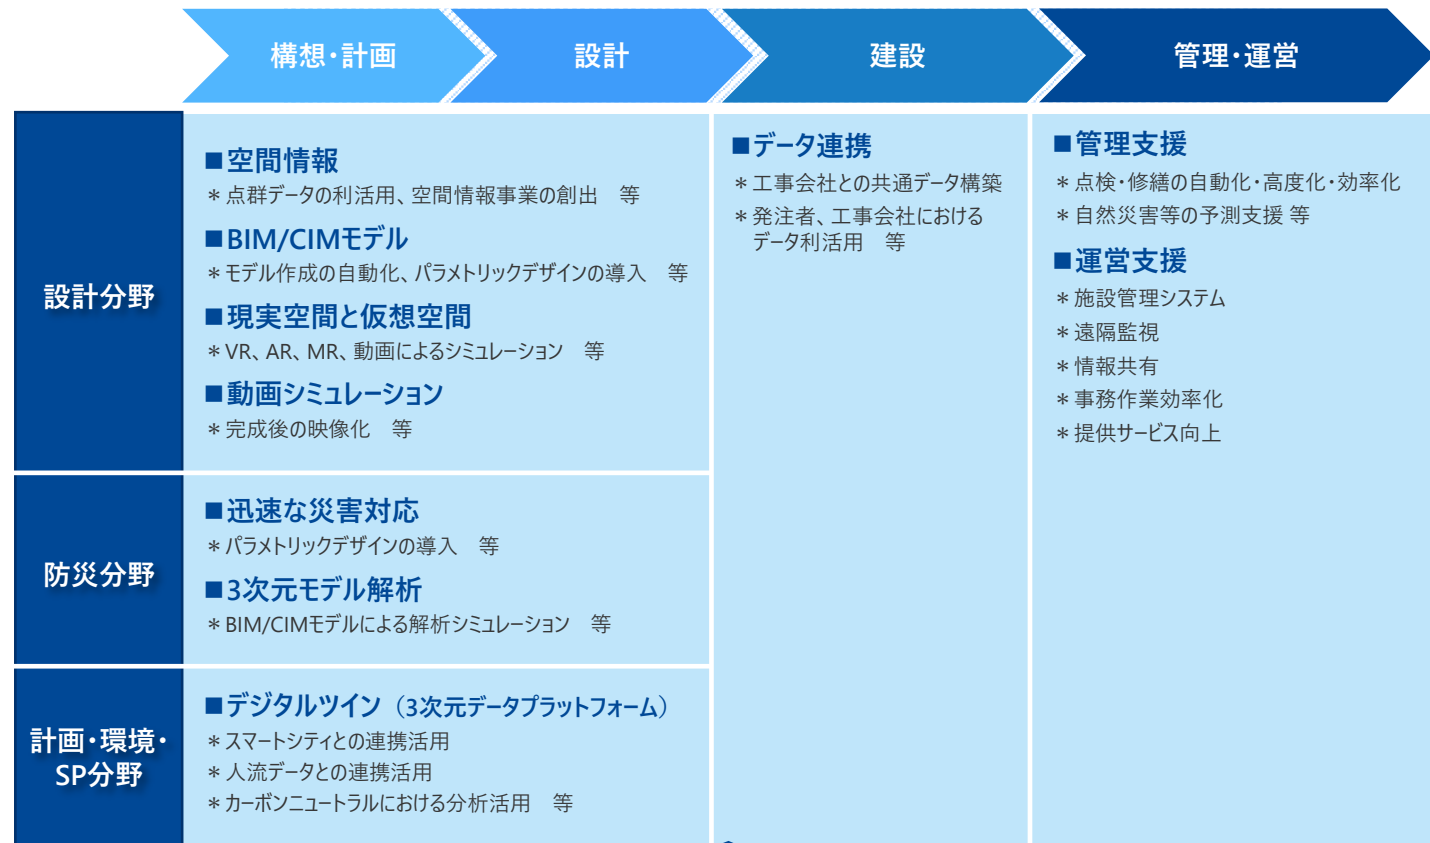 構想・計画
設計
建設
管理・運営
設計分野
■空間情報
＊点群データの利活用、空間情報事業の創出　等
■BIM/CIMモデル
＊モデル作成の自動化、パラメトリックデザインの導入　等
■現実空間と仮想空間
＊VR、AR、MR、動画によるシミュレーション　等
■動画シミュレーション
＊完成後の映像化　等
防災分野
■迅速な災害対応
＊パラメトリックデザインの導入　等
■3次元モデル解析
＊BIM/CIMモデルによる解析シミュレーション　等
計画・環境・
SP分野
■デジタルツイン（3次元データプラットフォーム）
＊スマートシティとの連携活用
＊人流データとの連携活用
＊カーボンニュートラルにおける分析活用　等
■データ連携
＊工事会社との共通データ構築
＊発注者、工事会社における
データ利活用　等
■管理支援
＊点検・修繕の自動化・高度化・効率化
＊自然災害等の予測支援 等
■運営支援
＊施設管理システム
＊遠隔監視
＊情報共有
＊事務作業効率化
＊提供サービス向上